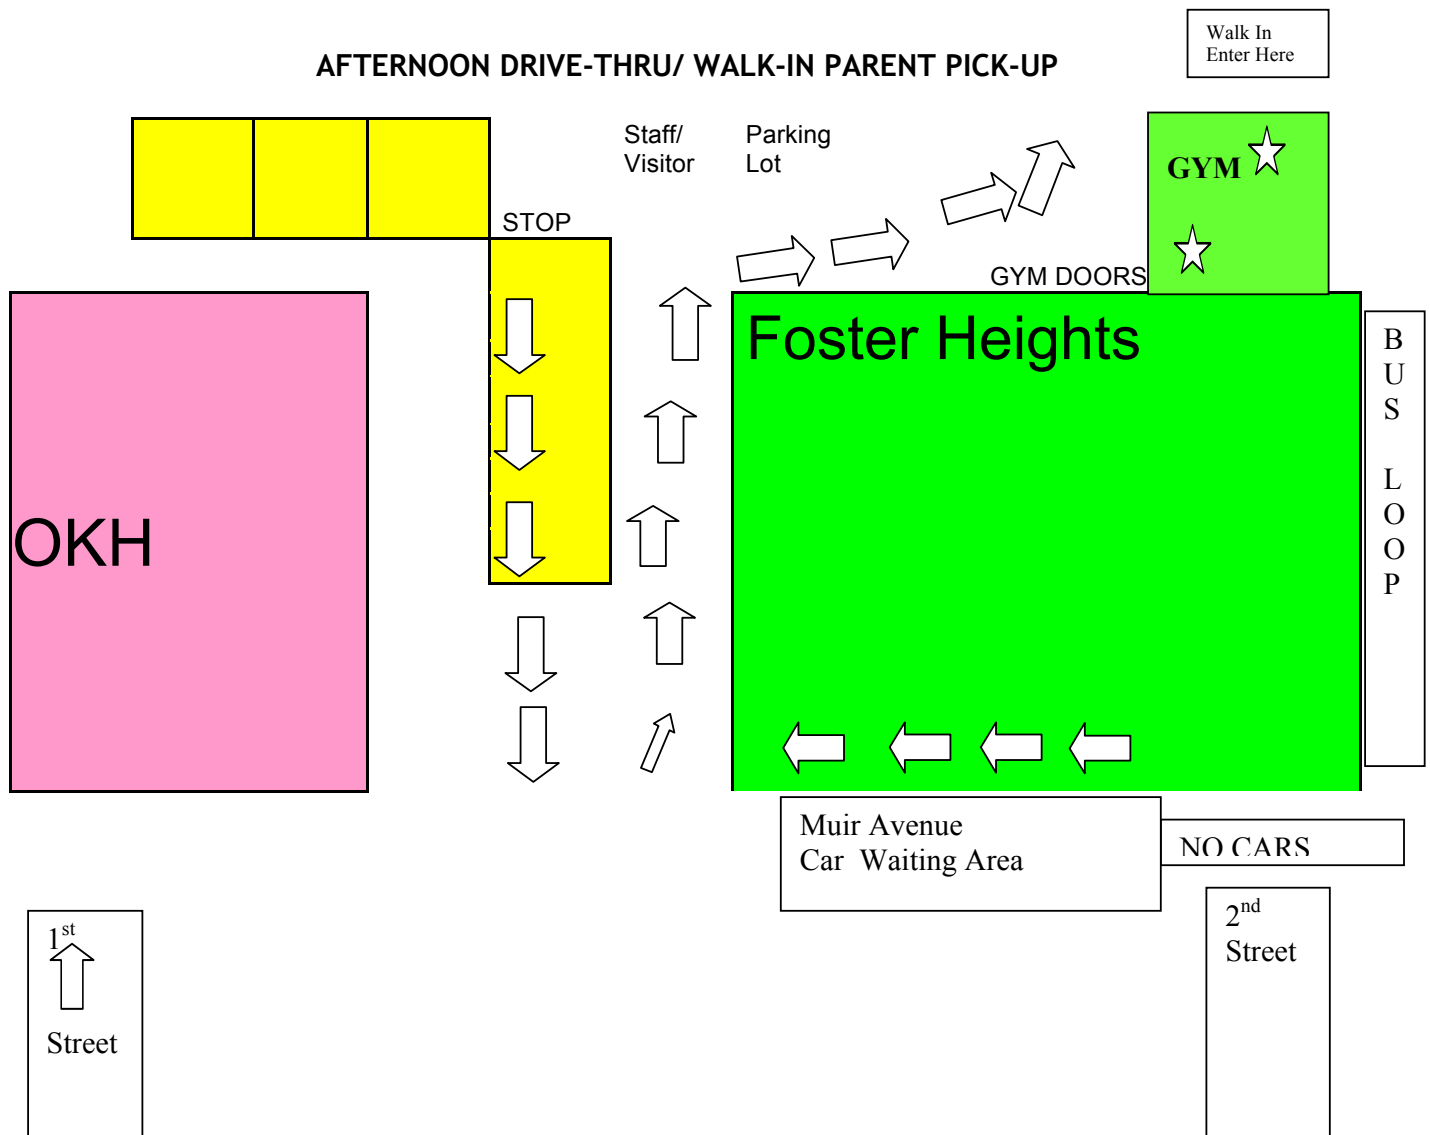 Walk In
Enter Here
AFTERNOON DRIVE-THRU/ WALK-IN PARENT PICK-UP
Staff/ Parking
Visitor Lot
GYM
STOP
GYM DOORS
Foster Heights
B
U
S
L
O
O
P
OKH
Muir Avenue
Car Waiting Area
NO CARS
1st
Street
2nd
Street